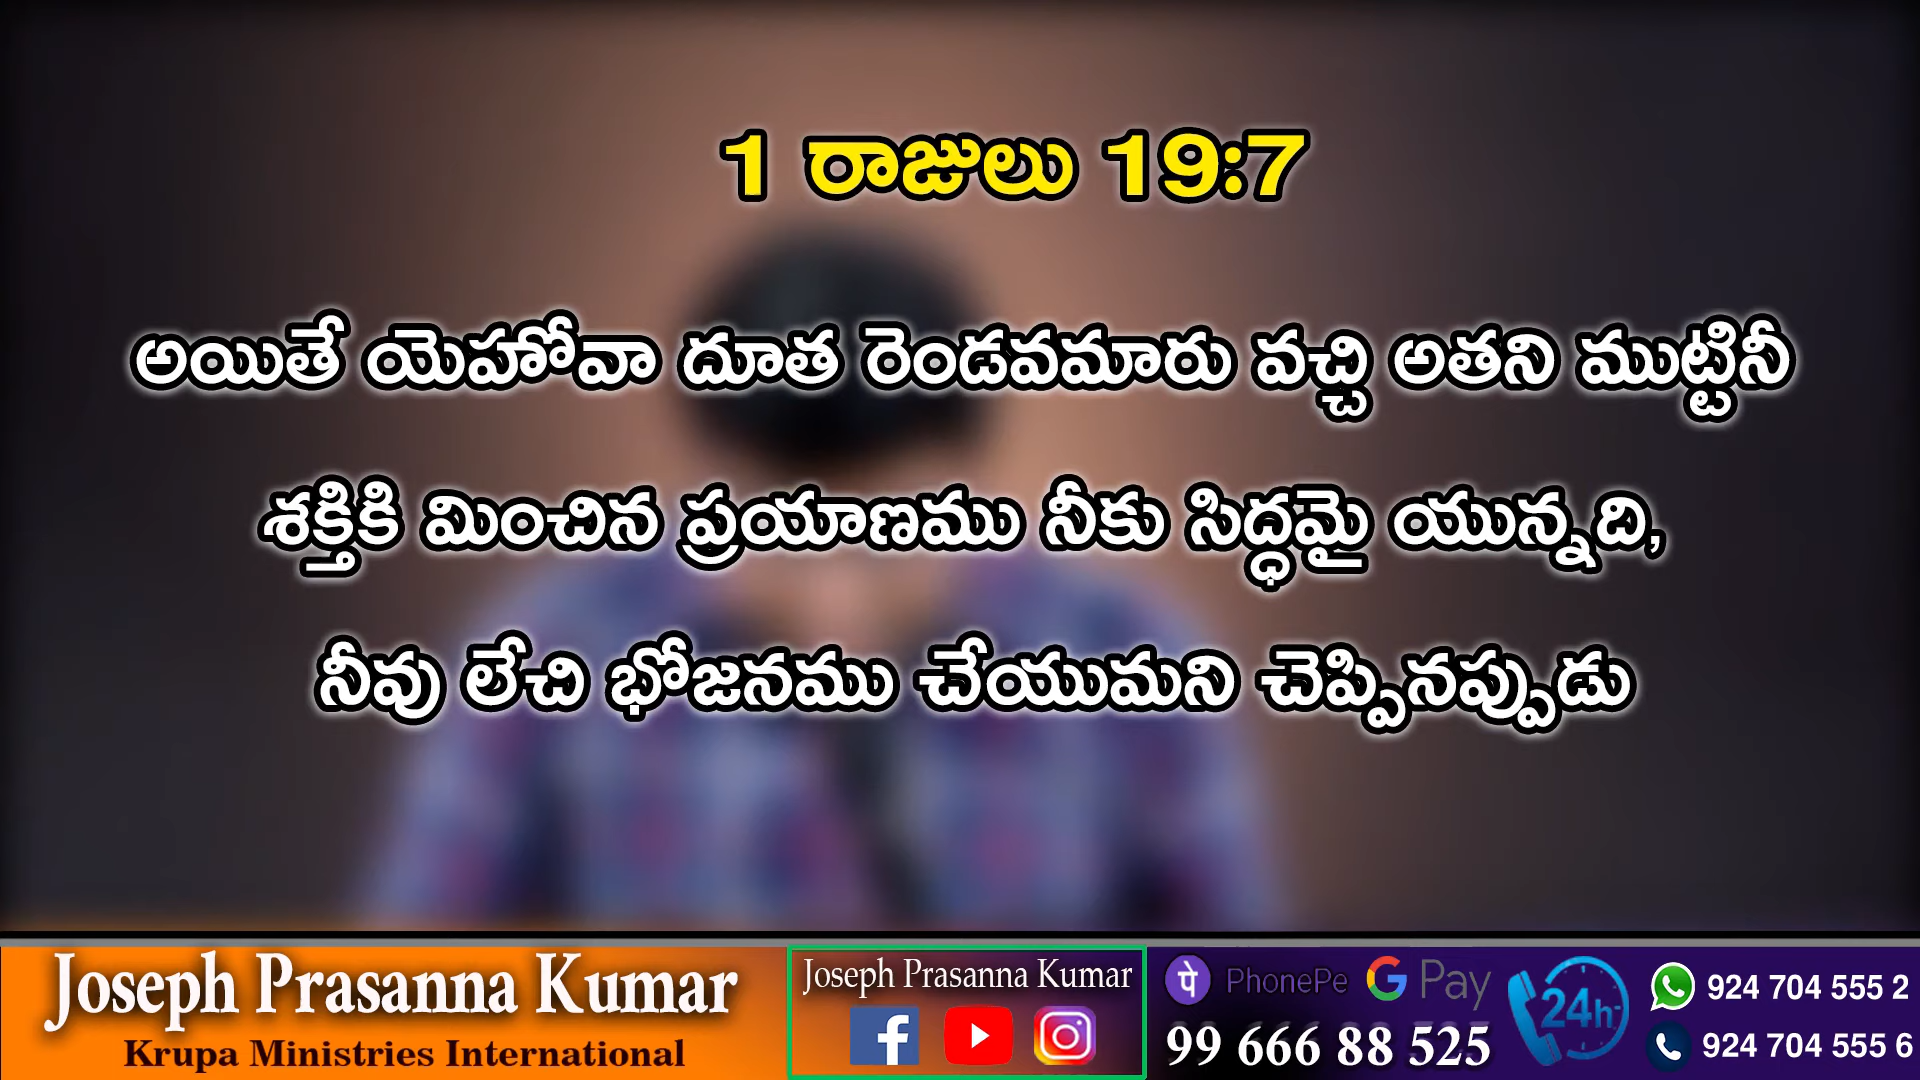 1 రాజులు 19:7
అయితే యెహోవా దూత రెండవమారు వచ్చి అతని ముట్టినీ
శక్తికి మించిన ప్రయాణము నీకు సిద్ధమై యున్నది,
నీవు లేచి భోజనము చేయుమని చెప్పినప్పుడు
Joseph Prasanna Kumar
Krupa Ministries International
Joseph Prasanna Kumar
पे PhonePe G Pay
99 666 88 525
24h
924 704 555 2
924 704 555 6